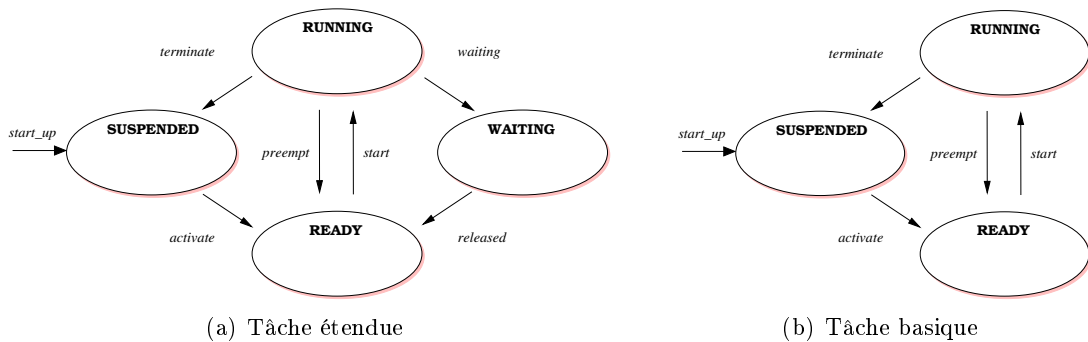 RUNNING
terminate
waiting
start_up
SUSPENDED
WAITING
preempt
start
READY
activate
released
(a) Tâche étendue
RUNNING
terminate
start_up
SUSPENDED
preempt
start
READY
activate
(b) Tâche basique